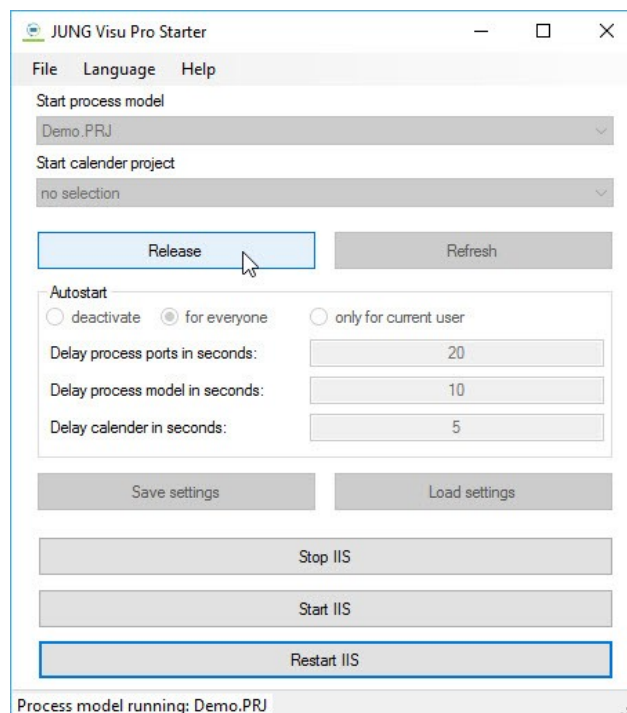 JUNG Visu Pro Starter
File Language Help
Start process model
Demo.PRJ
Start calender project
no selection
Release Refresh
Autostart
deactivate for everyone only for current user
Delay process ports in seconds: 20
Delay process model in seconds: 10
Delay calender in seconds: 5
Save settings Load settings
Stop IIS
Start IIS
Restart IIS
Process model running: Demo.PRJ